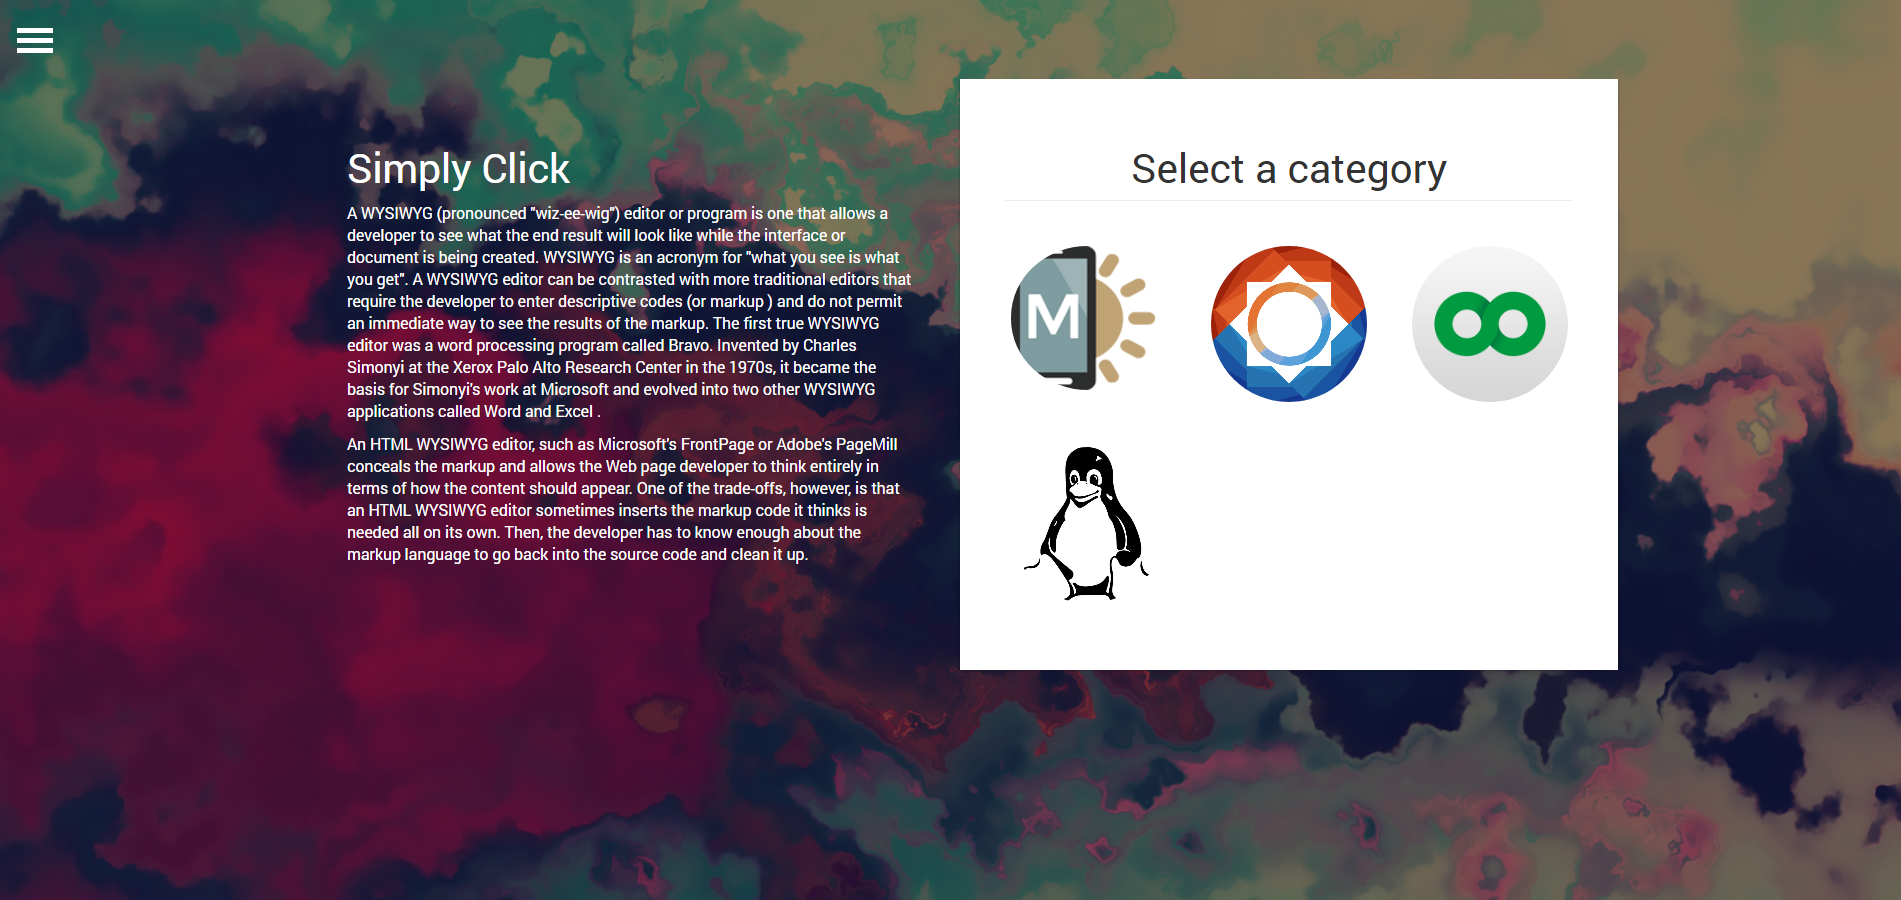 Simply Click
A WYSIWYG (pronounced "wiz-ee-wig") editor or program is one that allows a
developer to see what the end result will look like while the interface or
document is being created. WYSIWYG is an acronym for "what you see is what
you get". A WYSIWYG editor can be contrasted with more traditional editors that
require the developer to enter descriptive codes (or markup ) and do not permit
an immediate way to see the results of the markup. The first true WYSIWYG
editor was a word processing program called Bravo. Invented by Charles
Simonyi at the Xerox Palo Alto Research Center in the 1970s, it became the
basis for Simonyi's work at Microsoft and evolved into two other WYSIWYG
applications called Word and Excel .
An HTML WYSIWYG editor, such as Microsoft's FrontPage or Adobe's PageMill
conceals the markup and allows the Web page developer to think entirely in
terms of how the content should appear. One of the trade-offs, however, is that
an HTML WYSIWYG editor sometimes inserts the markup code it thinks is
needed all on its own. Then, the developer has to know enough about the
markup language to go back into the source code and clean it up.
Select a category
M